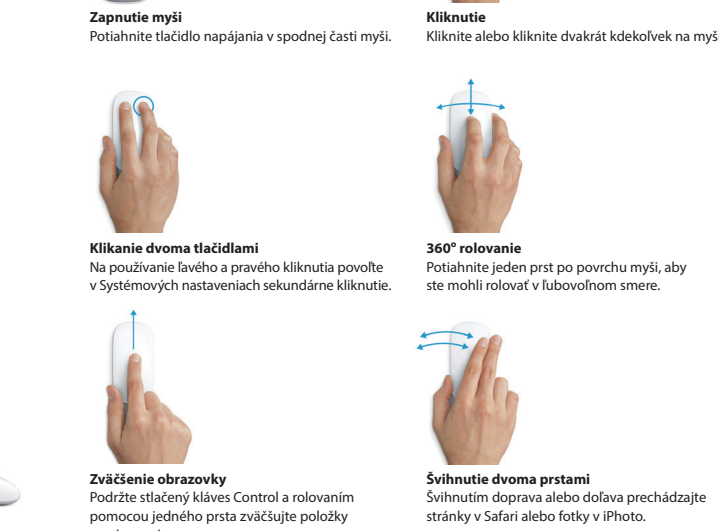 Zapnutie myši
Potiahnite tlačidlo napájania v spodnej časti myši.
Kliknutie
Kliknite alebo kliknite dvakrát kdekoľvek na myši
Klikanie dvoma tlačidlami
Na používanie ľavého a pravého kliknutia povoľte
v Systémových nastaveniach sekundárne kliknutie.
360° rolovanie
Potiahnite jeden prst po povrchu myši, aby
ste mohli rolovať v ľubovoľnom smere.
Zväčšenie obrazovky
Podržte stlačený kláves Control a rolovaním
pomocou jedného prsta zväčšujte položky
Švihnutie dvoma prstami
Švihnutím doprava alebo doľava prechádzajte
stránky v Safari alebo fotky v iPhoto.